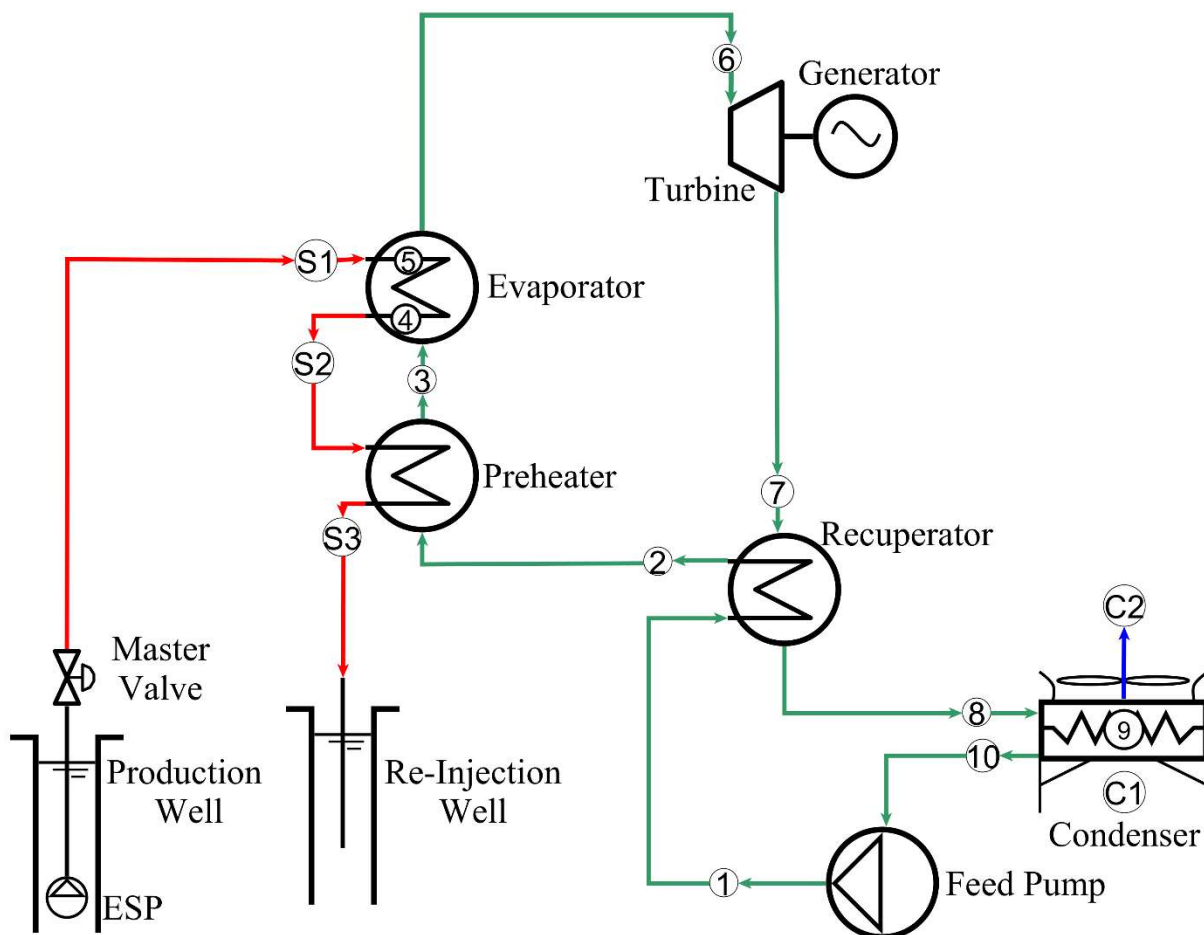 6
Generator
Turbine
S1
5
Evaporator
4
S2
3
Preheater
S3
7
Recuperator
2
C2
Master
Valve
8
9
10
Production
Well
Re-Injection
Well
C1
Condenser
1
Feed Pump
ESP